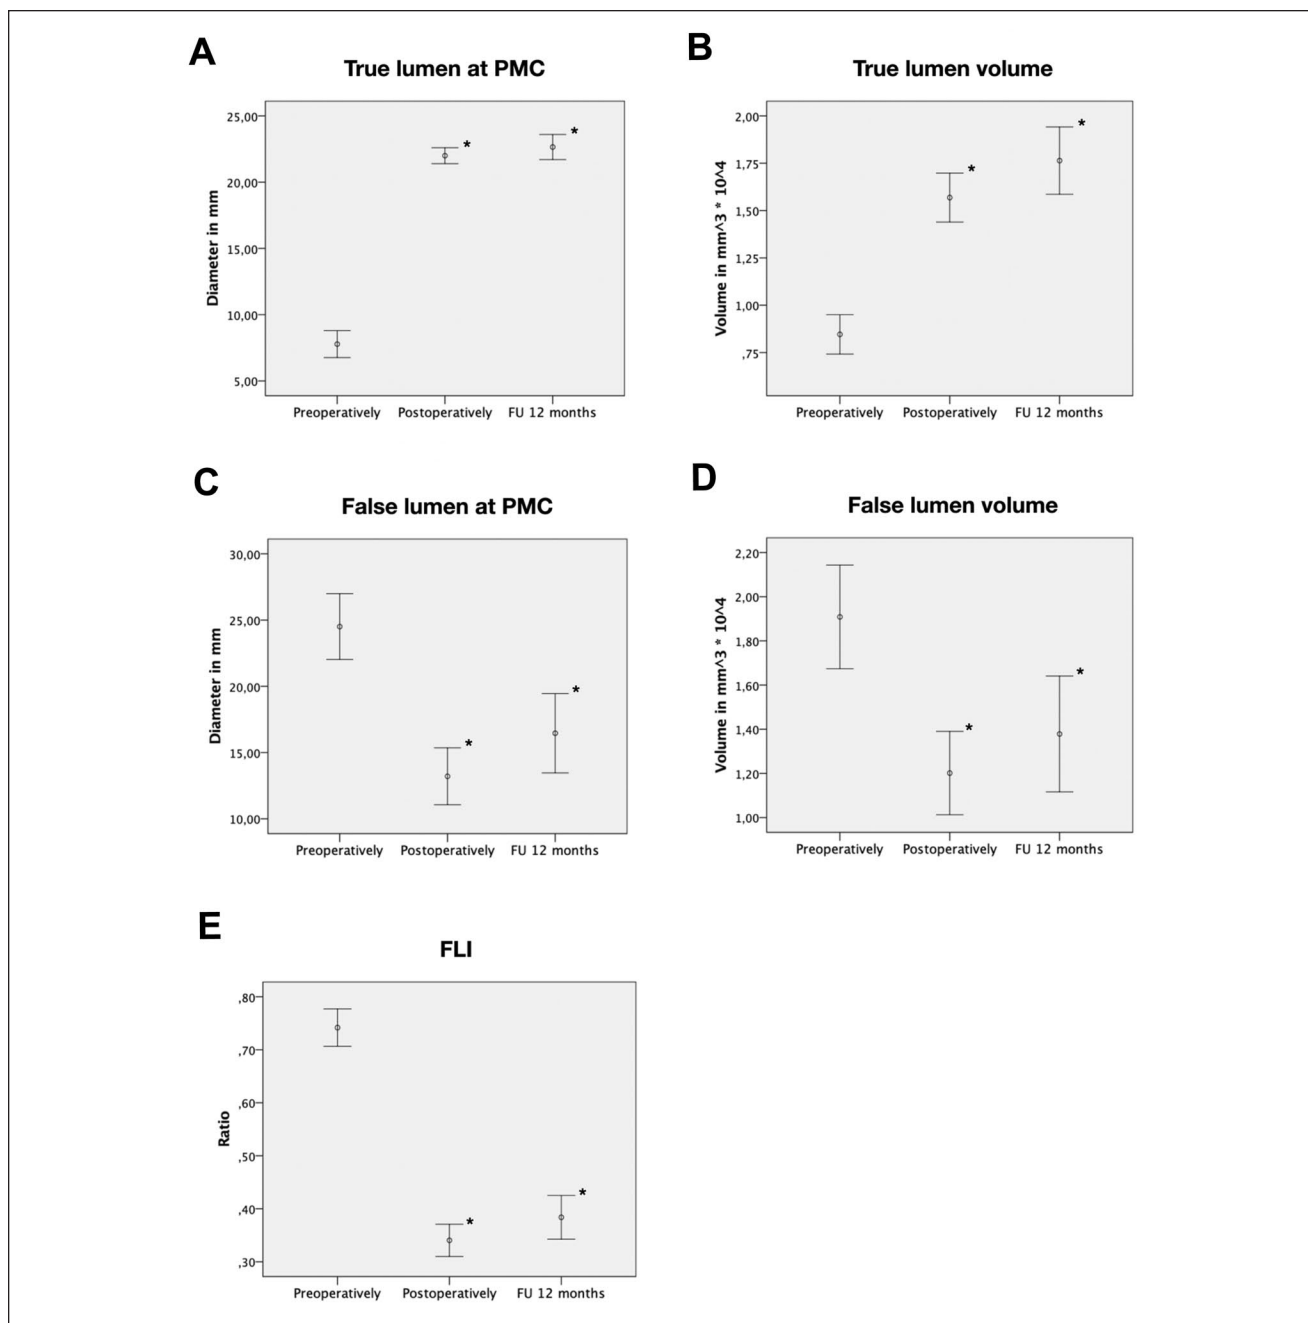 A
True lumen at PMC
Diameter in mm
25,00
20,00
15,00
10,00
5,00
*
*
Preoperatively Postoperatively FU 12 months
B
True lumen volume
Volume in mm^3 * 10^4
2,00
1,75
1,50
1,25
1,00
,75
*
*
Preoperatively Postoperatively FU 12 months
C
False lumen at PMC
Diameter in mm
30,00
25,00
20,00
15,00
10,00
*
*
Preoperatively Postoperatively FU 12 months
D
False lumen volume
Volume in mm^3 * 10^4
2,20
2,00
1,80
1,60
1,40
1,20
1,00
*
*
Preoperatively Postoperatively FU 12 months
E
FLI
Ratio
,80
,70
,60
,50
,40
,30
*
*
Preoperatively Postoperatively FU 12 months